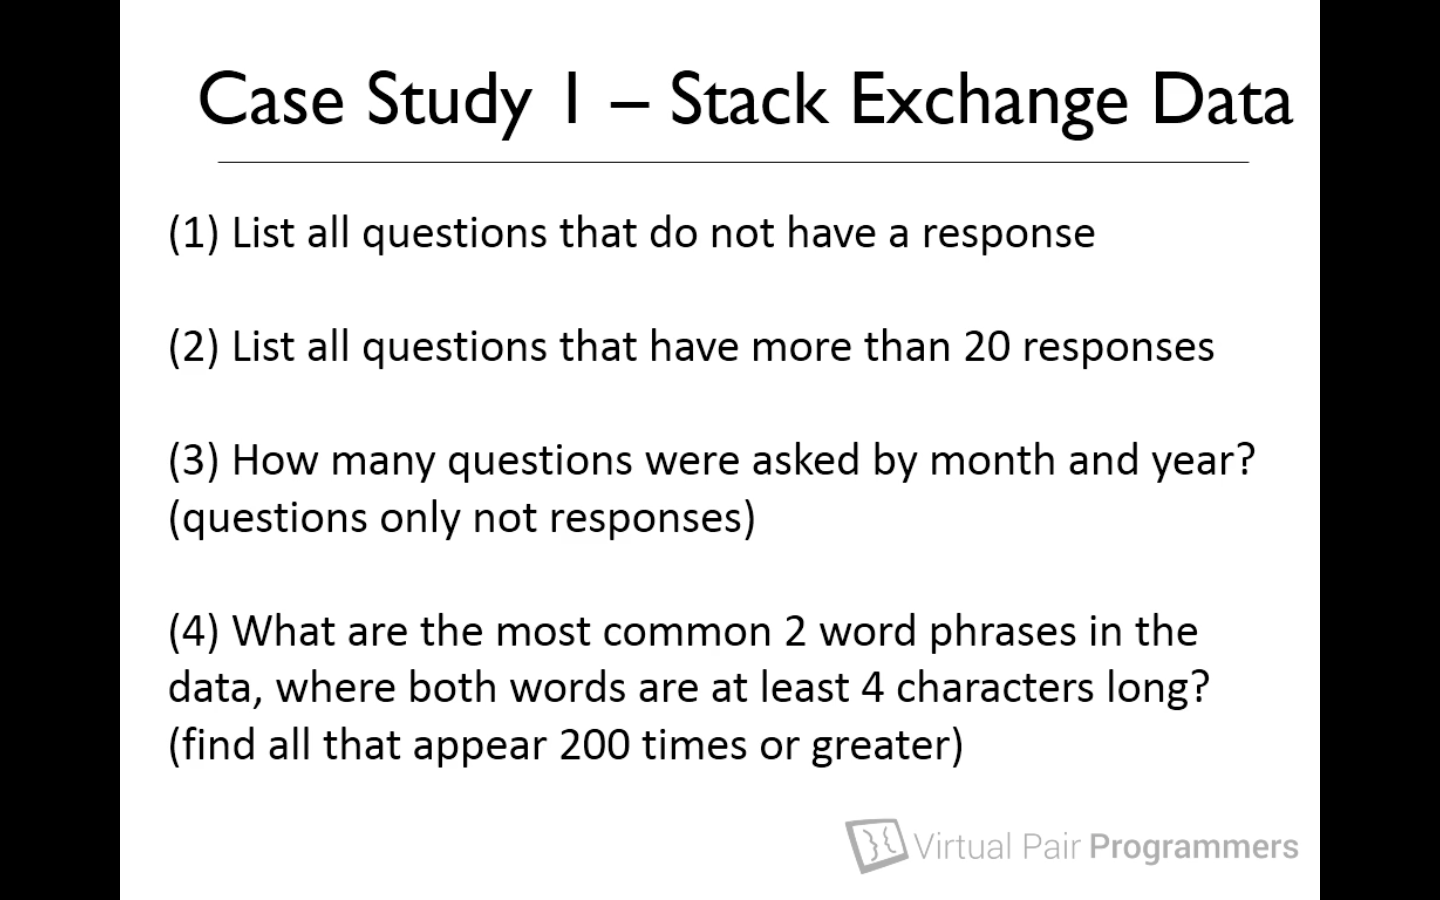 Case Study 1 – Stack Exchange Data
(1) List all questions that do not have a response
(2) List all questions that have more than 20 responses
(3) How many questions were asked by month and year?
(questions only not responses)
(4) What are the most common 2 word phrases in the
data, where both words are at least 4 characters long?
(find all that appear 200 times or greater)
Virtual Pair Programmers